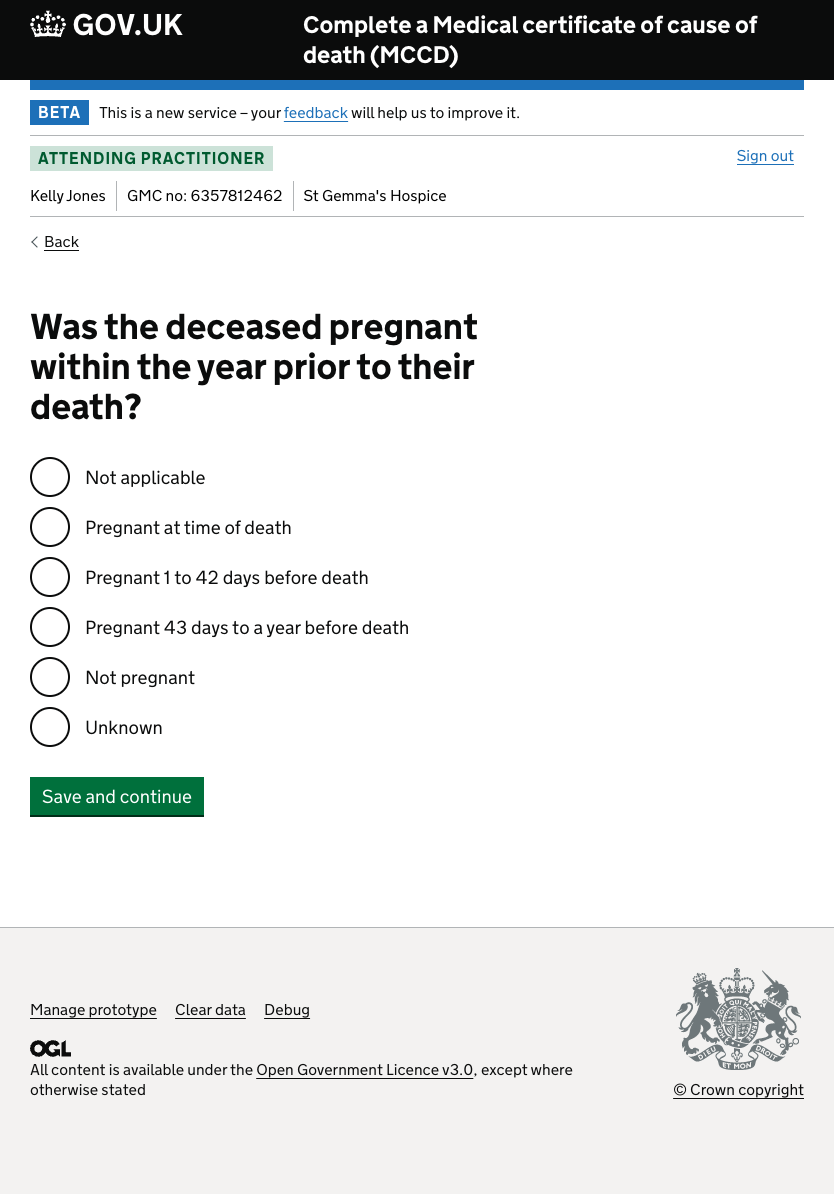 GOV.UK
Complete a Medical certificate of cause of
death (MCCD)
BETA This is a new service – your feedback will help us to improve it.
ATTENDING PRACTITIONER
Sign out
Kelly Jones
GMC no: 6357812462
St Gemma's Hospice
Back
Was the deceased pregnant
within the year prior to their
death?
Not applicable
Pregnant at time of death
Pregnant 1 to 42 days before death
Pregnant 43 days to a year before death
Not pregnant
Unknown
Save and continue
Manage prototype
Clear data
Debug
OGL
All content is available under the Open Government Licence v3.0, except where
otherwise stated
DIEU ET MON DROIT
© Crown copyright